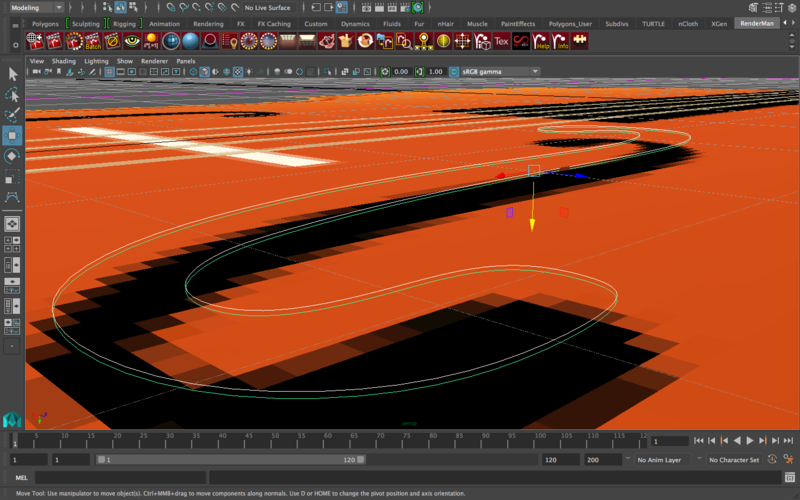 Modeling
No Live Surface
Polygons Sculpting Rigging Animation Rendering FX FX Caching Custom Dynamics Fluids Fur nHair Muscle PaintEffects Polygons_User Subdivs TURTLE nCloth XGen RenderMan
Batch Tex Help Info
View Shading Lighting Show Renderer Panels
0.00 1.00 sRGB gamma
persp
1 5 10 15 20 25 30 35 40 45 50 55 60 65 70 75 80 85 90 95 100 105 110 115 12 1
1 1 1 120 120 200 No Anim Layer No Character Set
MEL
Move Tool: Use manipulator to move object(s). Ctrl+MMB+drag to move components along normals. Use D or HOME to change the pivot position and axis orientation.